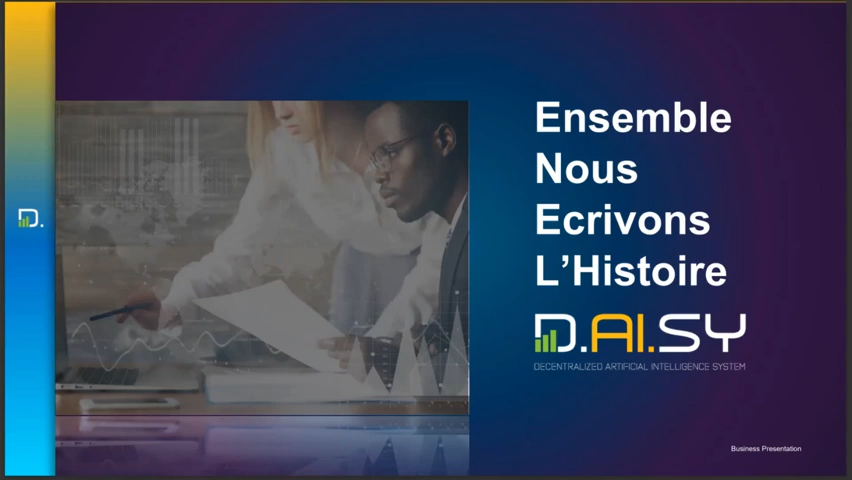 D.
Ensemble
Nous
Ecrivons
L’Histoire
D.AI.SY
DECENTRALIZED ARTIFICIAL INTELLIGENCE SYSTEM
Business Presentation